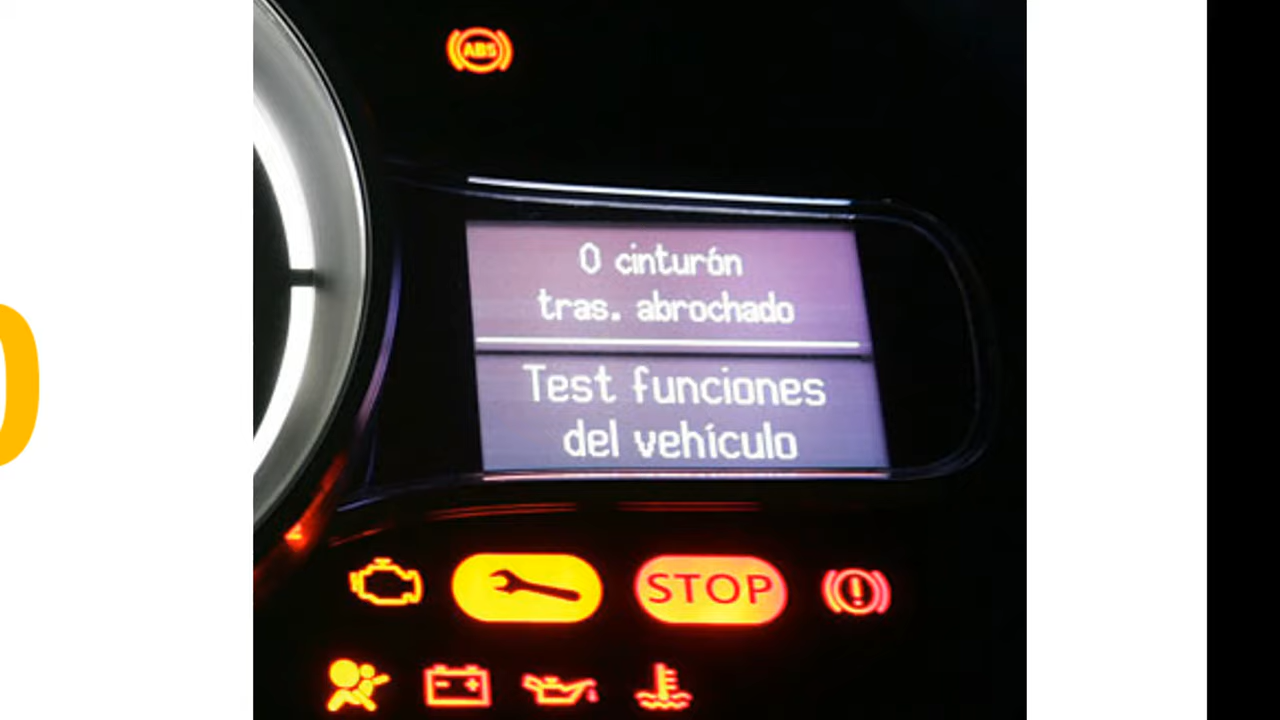 ABS
0 cinturón
tras. abrochado
Test funciones
del vehículo
STOP